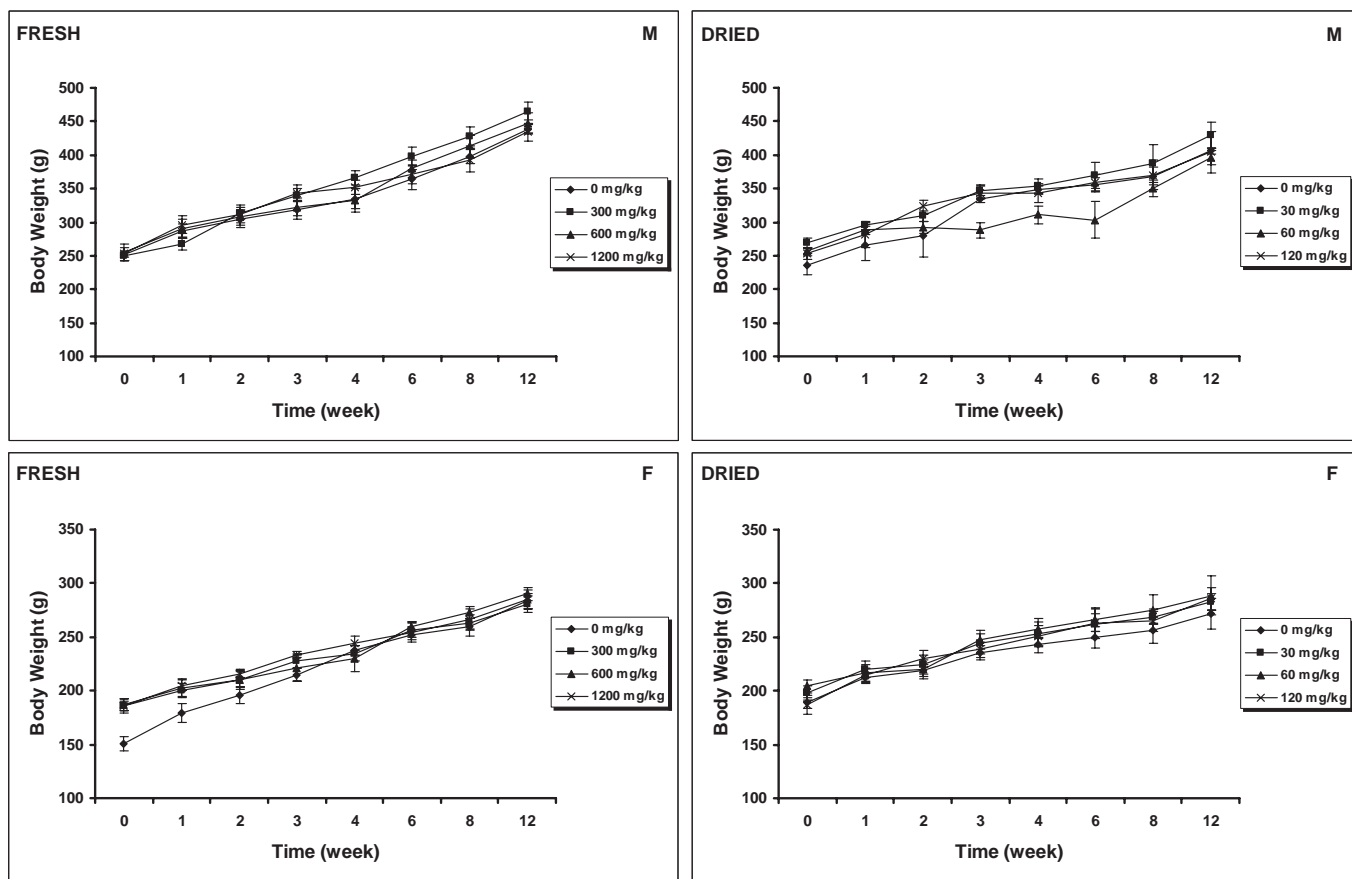 FRESH M
500
450
400
350
300
250
200
150
100
Body Weight (g)
0 1 2 3 4 6 8 12
Time (week)
0 mg/kg
300 mg/kg
600 mg/kg
1200 mg/kg
DRIED M
500
450
400
350
300
250
200
150
100
Body Weight (g)
0 1 2 3 4 6 8 12
Time (week)
0 mg/kg
30 mg/kg
60 mg/kg
120 mg/kg
FRESH F
350
300
250
200
150
100
Body Weight (g)
0 1 2 3 4 6 8 12
Time (week)
0 mg/kg
300 mg/kg
600 mg/kg
1200 mg/kg
DRIED F
350
300
250
200
150
100
Body Weight (g)
0 1 2 3 4 6 8 12
Time (week)
0 mg/kg
30 mg/kg
60 mg/kg
120 mg/kg